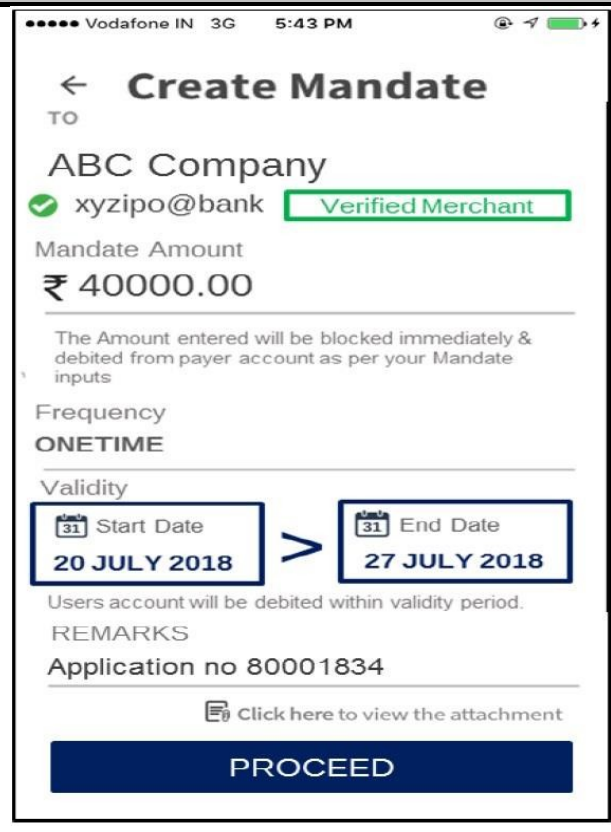 Vodafone IN 3G 5:43 PM
← Create Mandate
TO
ABC Company
xyzipo@bank Verified Merchant
Mandate Amount
₹ 40000.00
The Amount entered will be blocked immediately &
debited from payer account as per your Mandate
inputs
Frequency
ONETIME
Validity
31 Start Date > 31 End Date
20 JULY 2018 27 JULY 2018
Users account will be debited within validity period.
REMARKS
Application no 80001834
Click here to view the attachment
PROCEED